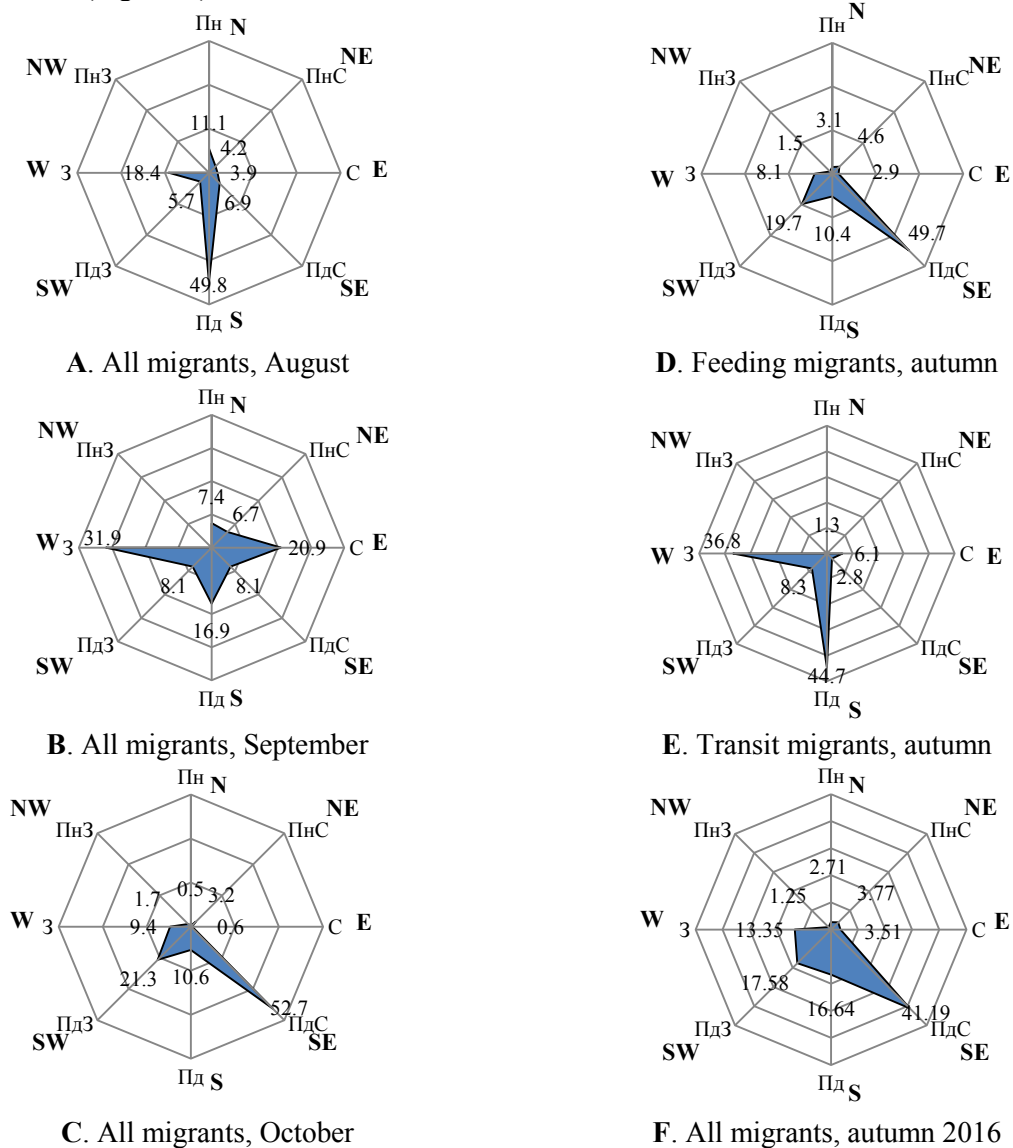 Пн N
NW ПнЗ
ПнС NE
11.1
4.2
W З 18.4
3.9 С E
5.7 6.9
ПдЗ
SW
49.8
ПдС
SE
Пд S
A. All migrants, August
Пн N
NW ПнЗ
ПнС NE
3.1
1.5 4.6
W З 8.1
2.9 С E
19.7 10.4 49.7
ПдЗ
SW
ПдС
SE
Пд S
D. Feeding migrants, autumn
Пн N
NW ПнЗ
ПнС NE
7.4
6.7
W З 31.9
20.9 С E
8.1 8.1
16.9
ПдЗ
SW
ПдС
SE
Пд S
B. All migrants, September
Пн N
NW ПнЗ
ПнС NE
1.3
W З 36.8
6.1 С E
8.3 2.8
ПдЗ
SW
44.7
ПдС
SE
Пд S
E. Transit migrants, autumn
Пн N
NW ПнЗ
ПнС NE
1.7 0.5 3.2
W З 9.4
0.6 С E
21.3 10.6 52.7
ПдЗ
SW
ПдС
SE
Пд S
C. All migrants, October
Пн N
NW ПнЗ
ПнС NE
2.71
1.25 3.77
W З 13.35
3.51 С E
17.58 16.64 41.19
ПдЗ
SW
ПдС
SE
Пд S
F. All migrants, autumn 2016